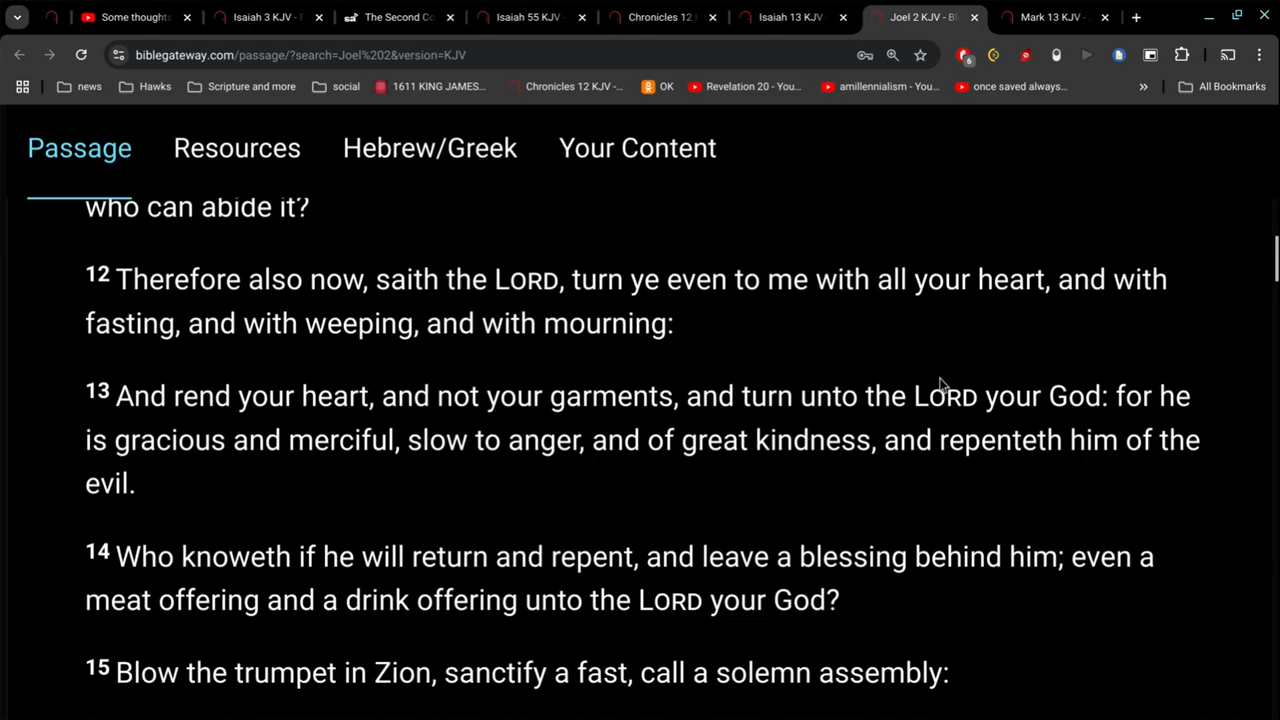 Some thoughts
Isaiah 3 KJV - F
The Second Co
Isaiah 55 KJV -
Chronicles 12 K
Isaiah 13 KJV -
Joel 2 KJV - Bl
Mark 13 KJV -
biblegateway.com/passage/?search=Joel%202&version=KJV
6
news
Hawks
Scripture and more
social
1611 KING JAMES...
Chronicles 12 KJV -...
OK
Revelation 20 - You...
amillennialism - You...
once saved always...
All Bookmarks
Passage
Resources
Hebrew/Greek
Your Content
who can abide it?
12 Therefore also now, saith the LORD, turn ye even to me with all your heart, and with
fasting, and with weeping, and with mourning:
13 And rend your heart, and not your garments, and turn unto the LORD your God: for he
is gracious and merciful, slow to anger, and of great kindness, and repenteth him of the
evil.
14 Who knoweth if he will return and repent, and leave a blessing behind him; even a
meat offering and a drink offering unto the LORD your God?
15 Blow the trumpet in Zion, sanctify a fast, call a solemn assembly: